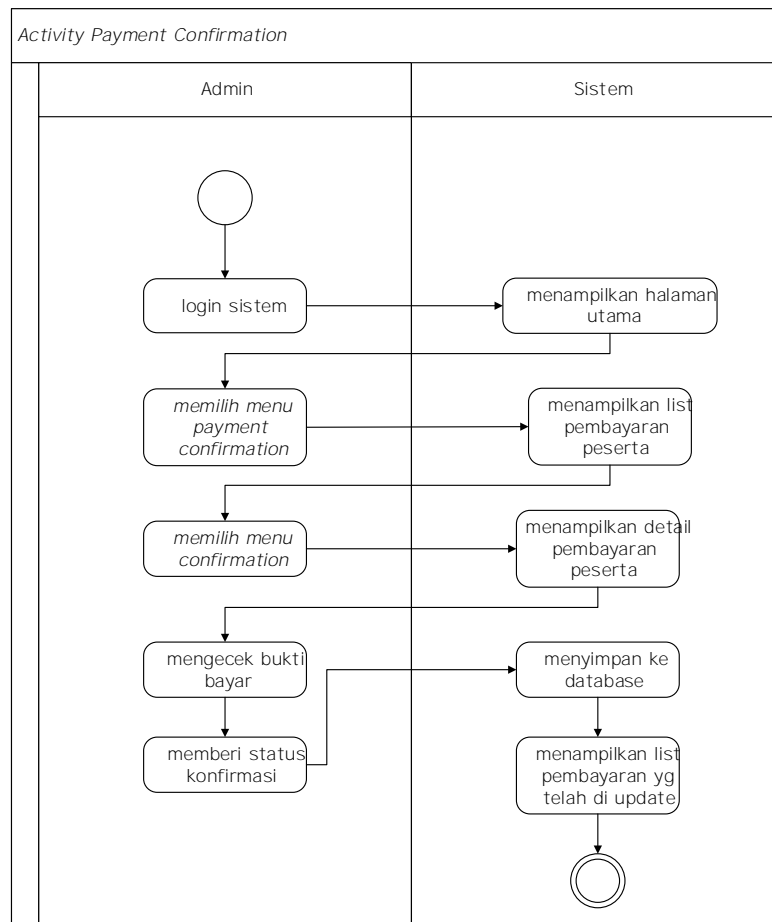 Activity Payment Confirmation
Admin
Sistem
login sistem
menampilkan halaman
utama
memilih menu
payment
confirmation
menampilkan list
pembayaran
peserta
memilih menu
confirmation
menampilkan detail
pembayaran
peserta
mengecek bukti
bayar
menyimpan ke
database
memberi status
konfirmasi
menampilkan list
pembayaran yg
telah di update